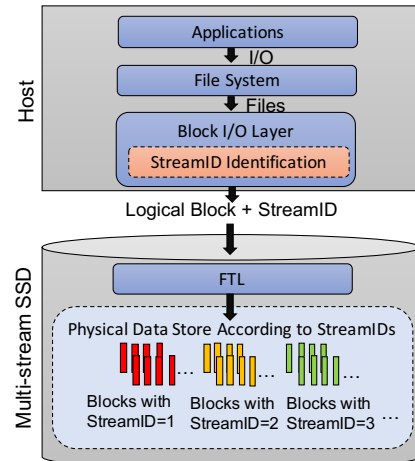 Host
Applications
I/O
File System
Files
Block I/O Layer
StreamID Identification
Logical Block + StreamID
Multi-stream SSD
FTL
Physical Data Store According to StreamIDs
... ... ...
Blocks with StreamID=1
Blocks with StreamID=2
Blocks with StreamID=3
...